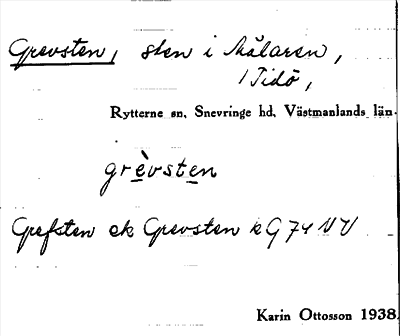 Grevsten, sten i Mälaren,
/Tidö,
Rytterne sn, Snevringe hd, Västmanlands län.
grèvsten
Grefsten ek Grevsten kG 74 NV
Karin Ottosson 1938